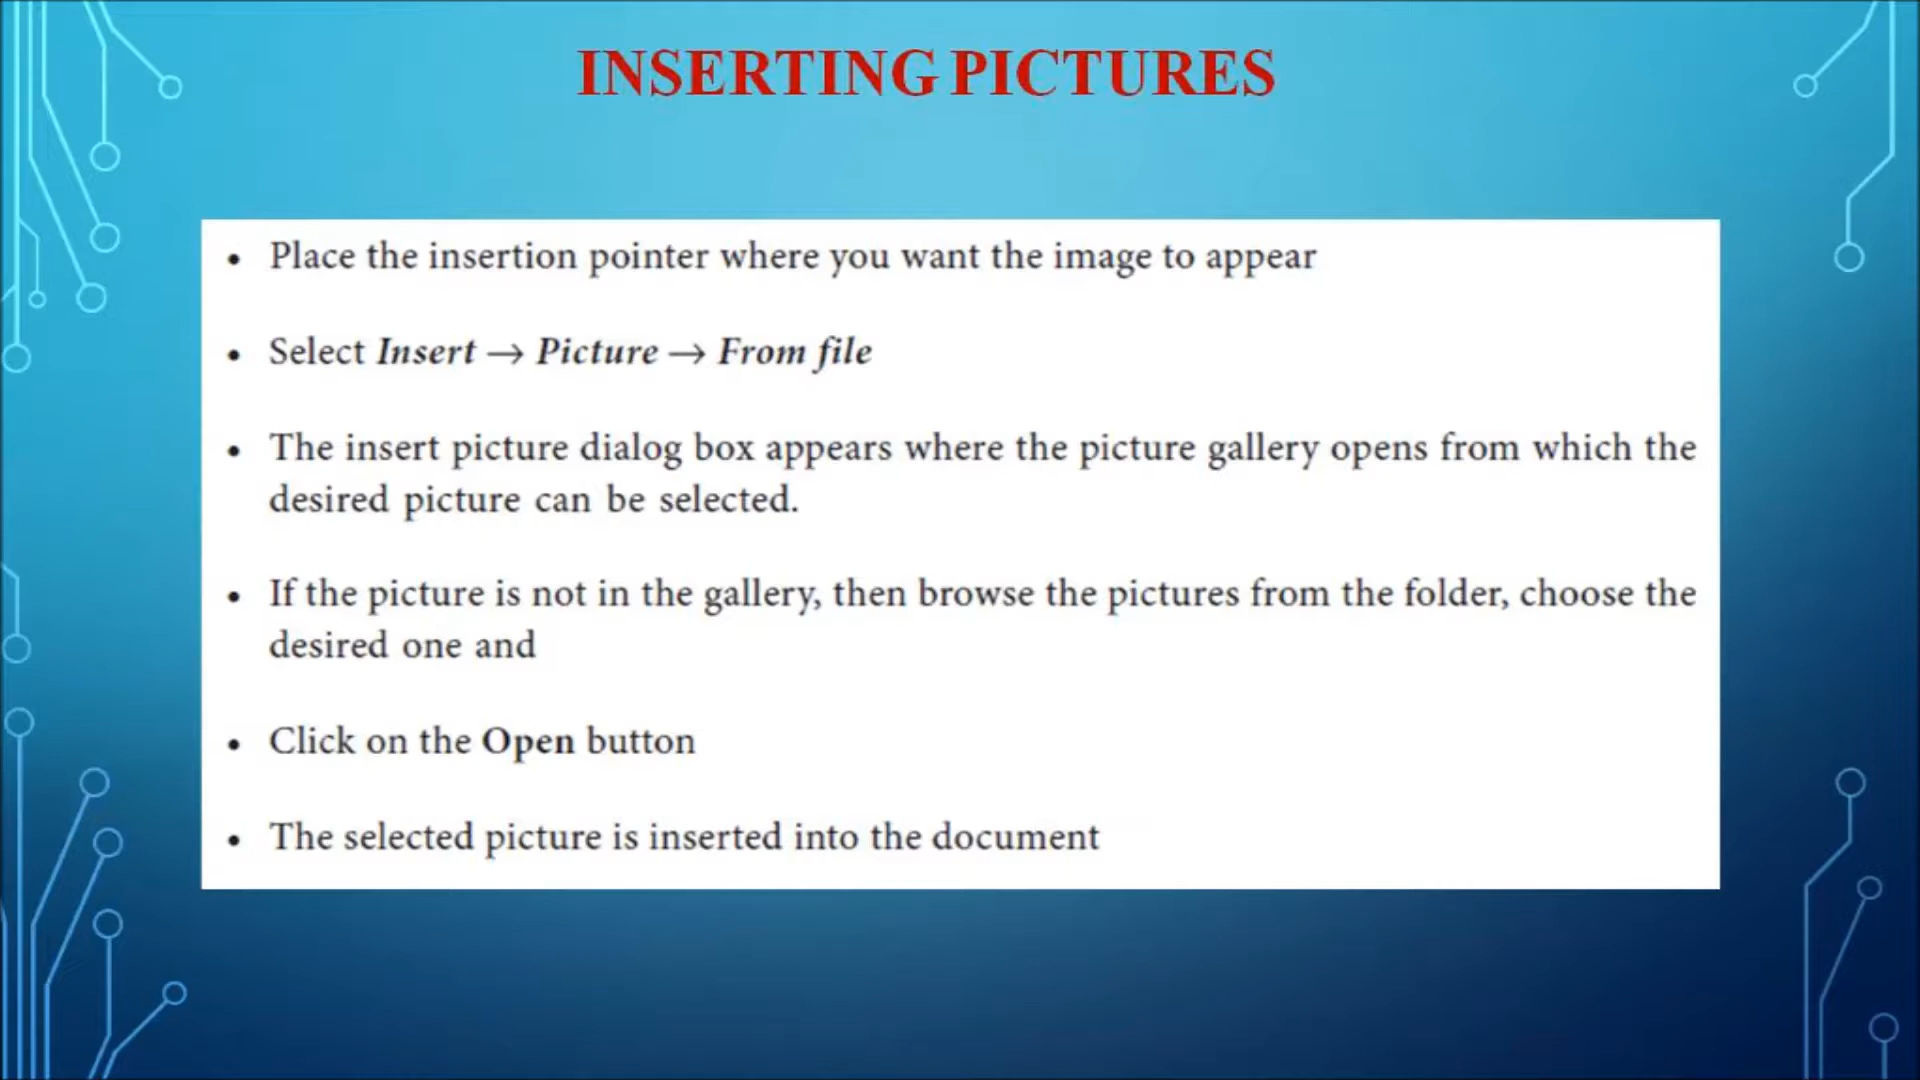 INSERTING PICTURES
• Place the insertion pointer where you want the image to appear
• Select Insert → Picture → From file
• The insert picture dialog box appears where the picture gallery opens from which the
desired picture can be selected.
• If the picture is not in the gallery, then browse the pictures from the folder, choose the
desired one and
• Click on the Open button
• The selected picture is inserted into the document